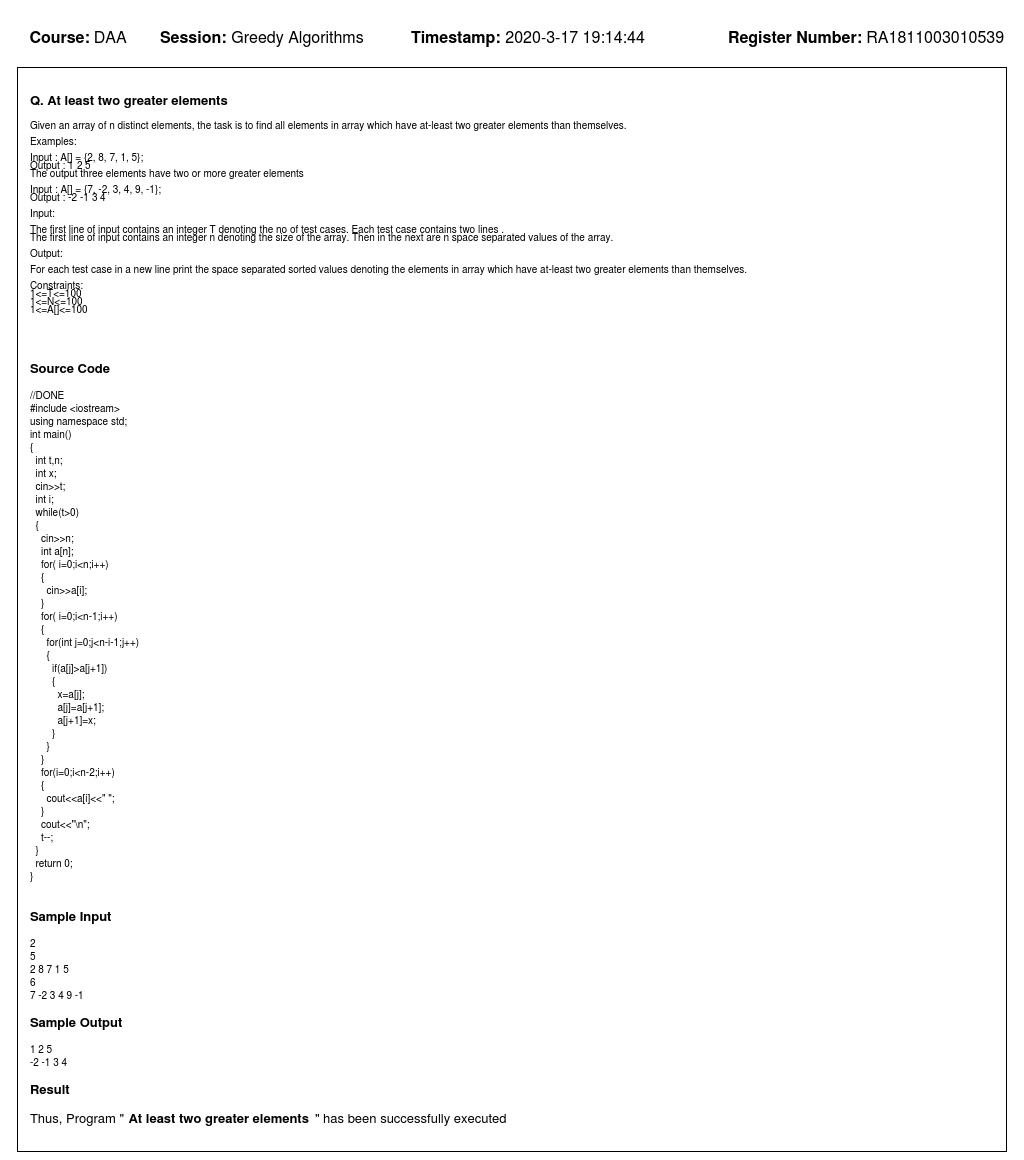 Course: DAA Session: Greedy Algorithms Timestamp: 2020-3-17 19:14:44 Register Number: RA1811003010539
Q. At least two greater elements
Given an array of n distinct elements, the task is to find all elements in array which have at-least two greater elements than themselves.
Examples:
Input : A[] = {2, 8, 7, 1, 5};
Output : 1 2 5
The output three elements have two or more greater elements
Input : A[] = {7, -2, 3, 4, 9, -1};
Output : -2 -1 3 4
Input:
The first line of input contains an integer T denoting the no of test cases. Each test case contains two lines .
The first line of input contains an integer n denoting the size of the array. Then in the next are n space separated values of the array.
Output:
For each test case in a new line print the space separated sorted values denoting the elements in array which have at-least two greater elements than themselves.
Constraints:
1<=T<=100
1<=N<=100
1<=A[]<=100
Source Code
//DONE
#include <iostream>
using namespace std;
int main()
{
int t,n;
int x;
cin>>t;
int i;
while(t>0)
{
cin>>n;
int a[n];
for( i=0;i<n;i++)
{
cin>>a[i];
}
for( i=0;i<n-1;i++)
{
for(int j=0;j<n-i-1;j++)
{
if(a[j]>a[j+1])
{
x=a[j];
a[j]=a[j+1];
a[j+1]=x;
}
}
}
for(i=0;i<n-2;i++)
{
cout<<a[i]<<" ";
}
cout<<"\n";
t--;
}
return 0;
}
Sample Input
2
5
2 8 7 1 5
6
7 -2 3 4 9 -1
Sample Output
1 2 5
-2 -1 3 4
Result
Thus, Program " At least two greater elements " has been successfully executed